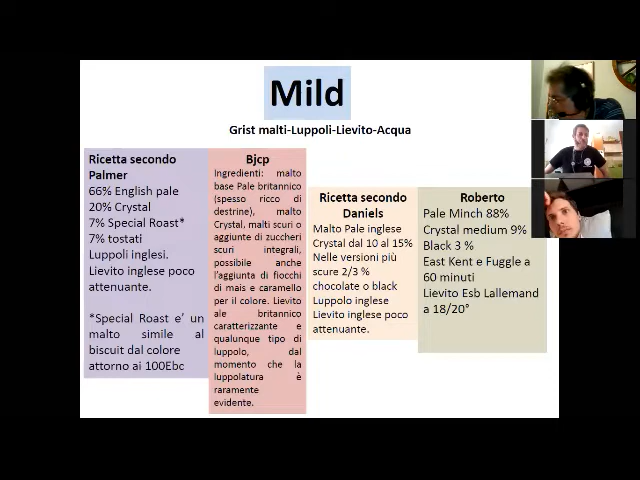 Mild
Grist malti-Luppoli-Lievito-Acqua
Ricetta secondo
Palmer
66% English pale
20% Crystal
7% Special Roast*
7% tostati
Luppoli inglesi.
Lievito inglese poco
attenuante.
*Special Roast e' un
malto simile al
biscuit dal colore
attorno ai 100Ebc
Bjcp
Ingredienti: malto
base Pale britannico
(spesso ricco di
destrine), malto
Crystal, malti scuri o
aggiunte di zuccheri
scuri integrali,
possibile anche
l'aggiunta di fiocchi
di mais e caramello
per il colore. Lievito
ale britannico
caratterizzante e
qualunque tipo di
luppolo, dal
momento che la
luppolatura è
raramente
evidente.
Ricetta secondo
Daniels
Malto Pale inglese
Crystal dal 10 al 15%
Nelle versioni più
scure 2/3 %
chocolate o black
Luppolo inglese
Lievito inglese poco
attenuante.
Roberto
Pale Minch 88%
Crystal medium 9%
Black 3 %
East Kent e Fuggle a
60 minuti
Lievito Esb Lallemand
a 18/20°